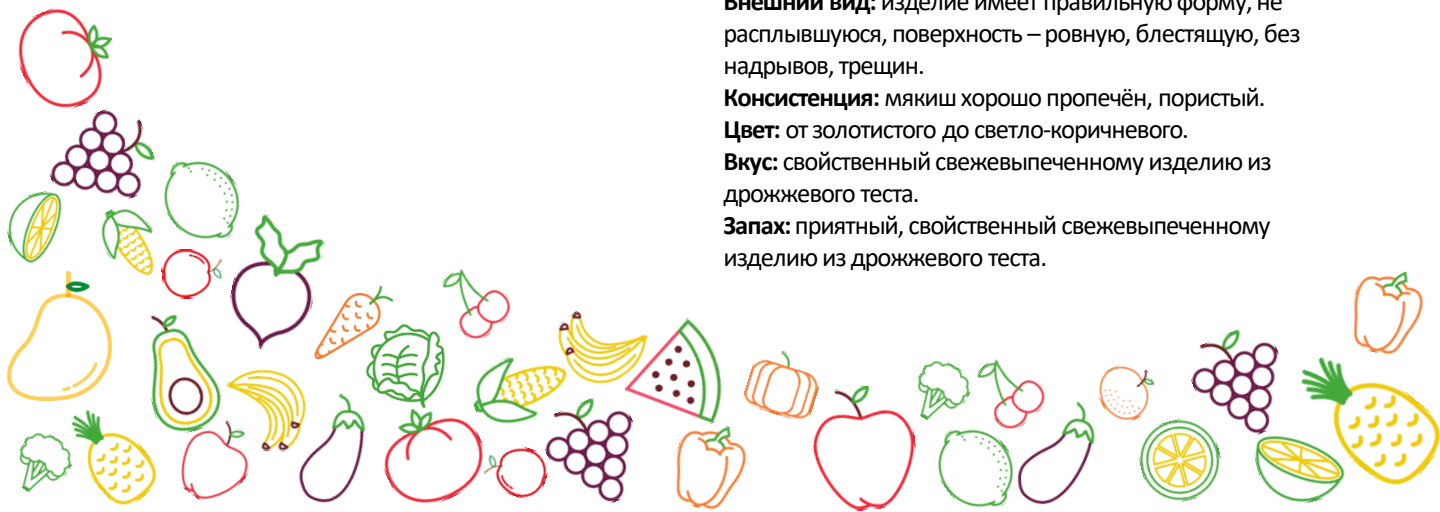 Внешний вид: изделие имеет правильную форму, не
расплывшуюся, поверхность – ровную, блестящую, без
надрывов, трещин.
Консистенция: мякиш хорошо пропечён, пористый.
Цвет: от золотистого до светло-коричневого.
Вкус: свойственный свежевыпеченному изделию из
дрожжевого теста.
Запах: приятный, свойственный свежевыпеченному
изделию из дрожжевого теста.